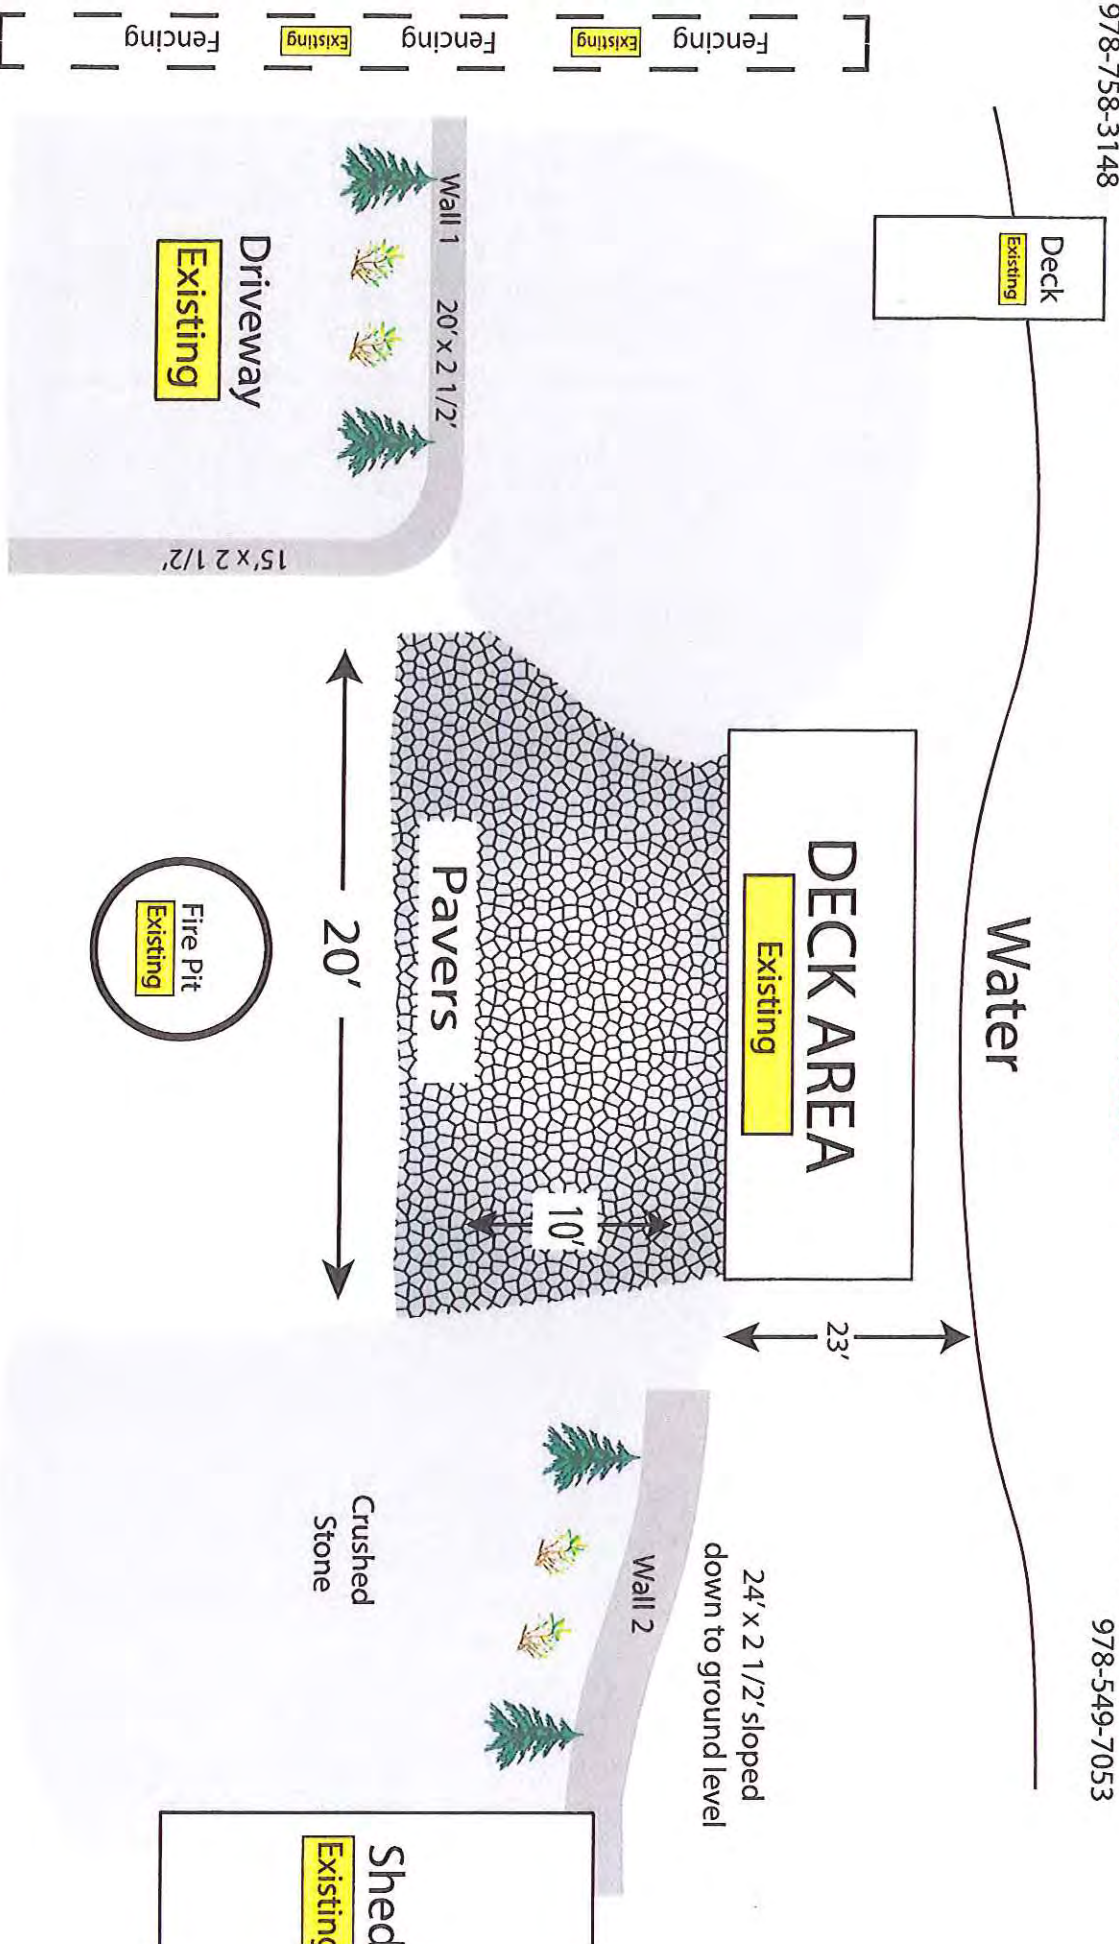 978-758-3148
978-549-7053
Deck
Existing
Water
DECK AREA
Existing
23'
24' x 2 1/2' sloped
down to ground level
Wall 2
10'
Pavers
20'
Fire Pit
Existing
Wall 1
20' x 2 1/2'
15' x 2 1/2'
Driveway
Existing
Crushed
Stone
Shed
Existing
Fencing
Existing
Fencing
Existing
Fencing